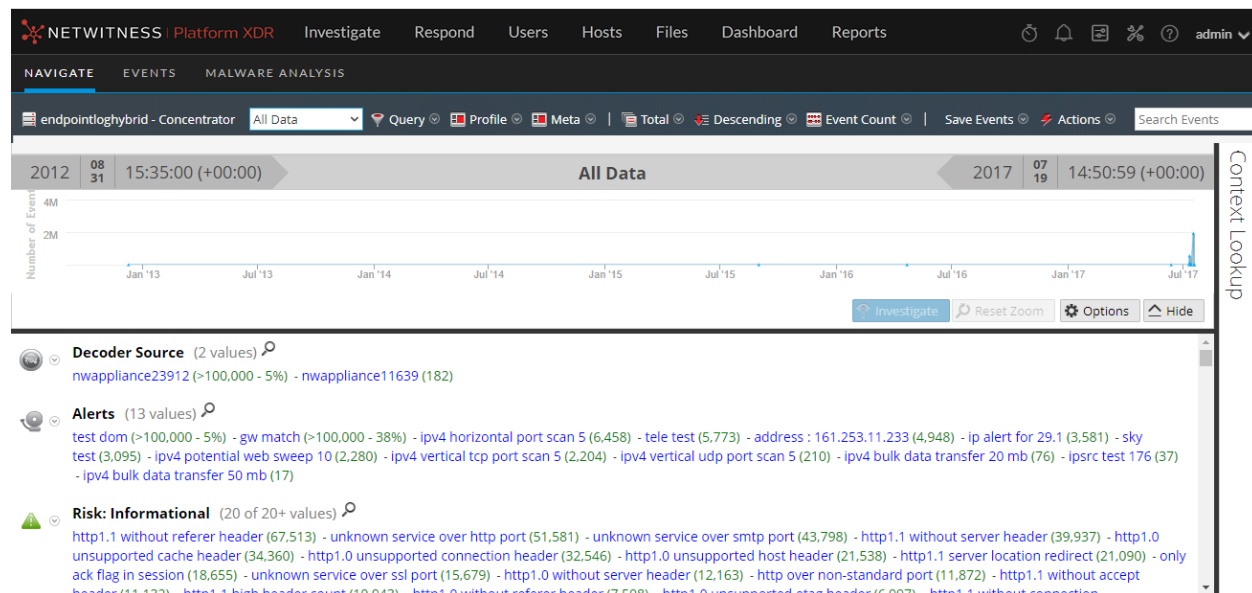 NETWITNESS Platform XDR Investigate Respond Users Hosts Files Dashboard Reports admin
NAVIGATE EVENTS MALWARE ANALYSIS
endpointloghybrid - Concentrator All Data Query Profile Meta | Total Descending Event Count | Save Events Actions Search Events
2012 08 31 15:35:00 (+00:00) All Data 2017 07 19 14:50:59 (+00:00)
Context Lookup
Number of Event
4M
2M
Jan '13 Jul '13 Jan '14 Jul '14 Jan '15 Jul '15 Jan '16 Jul '16 Jan '17 Jul '17
Investigate Reset Zoom Options Hide
Decoder Source (2 values)
nwappliance23912 (>100,000 - 5%) - nwappliance11639 (182)
Alerts (13 values)
test dom (>100,000 - 5%) - gw match (>100,000 - 38%) - ipv4 horizontal port scan 5 (6,458) - tele test (5,773) - address : 161.253.11.233 (4,948) - ip alert for 29.1 (3,581) - sky
test (3,095) - ipv4 potential web sweep 10 (2,280) - ipv4 vertical tcp port scan 5 (2,204) - ipv4 vertical udp port scan 5 (210) - ipv4 bulk data transfer 20 mb (76) - ipsrc test 176 (37)
- ipv4 bulk data transfer 50 mb (17)
Risk: Informational (20 of 20+ values)
http1.1 without referer header (67,513) - unknown service over http port (51,581) - unknown service over smtp port (43,798) - http1.1 without server header (39,937) - http1.0
unsupported cache header (34,360) - http1.0 unsupported connection header (32,546) - http1.0 unsupported host header (21,538) - http1.1 server location redirect (21,090) - only
ack flag in session (18,655) - unknown service over ssl port (15,679) - http1.0 without server header (12,163) - http over non-standard port (11,872) - http1.1 without accept